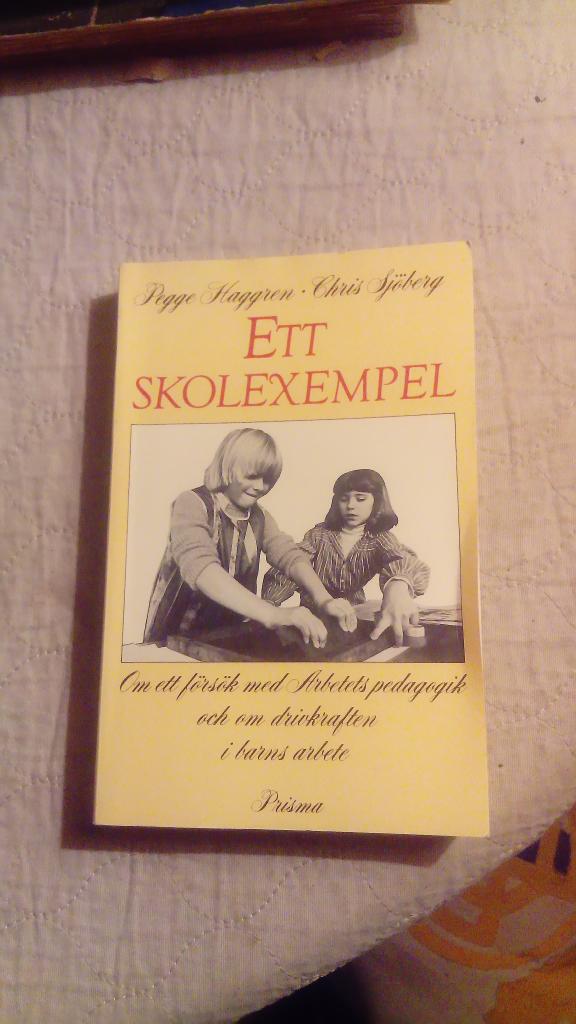 Pegge Haggren · Chris Sjöberg
ETT
SKOLEXEMPEL
Om ett försök med Arbetets pedagogik
och om drivkraften
i barns arbete
Prisma